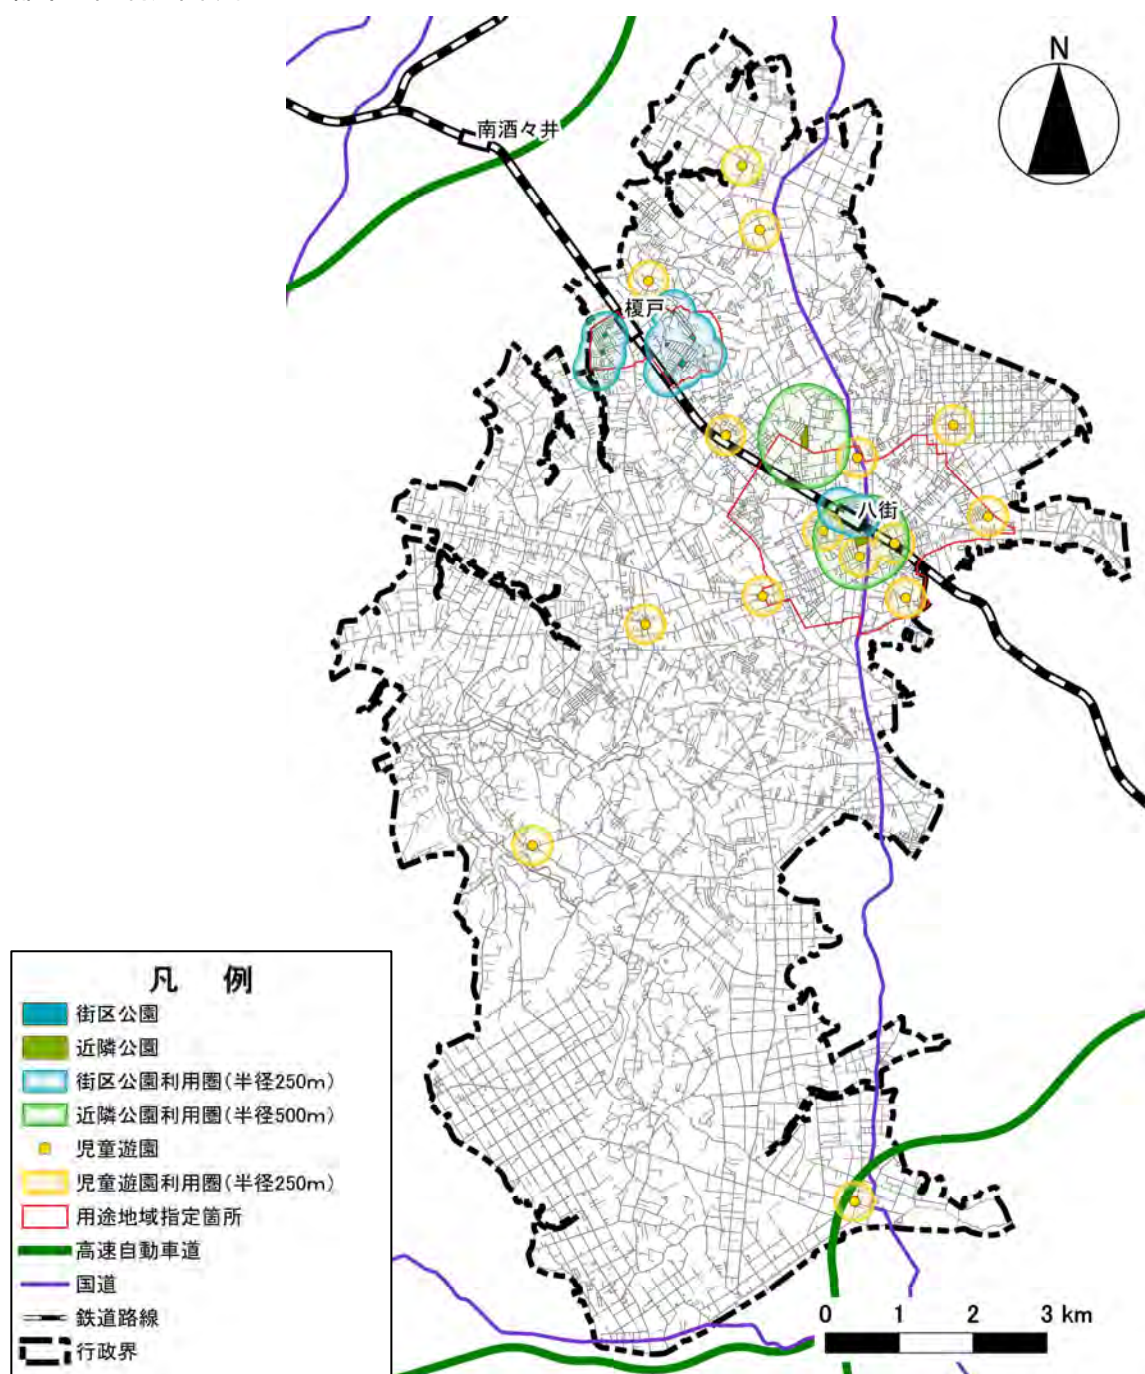 N
南酒々井
榎戸
八街
凡 例
街区公園
近隣公園
街区公園利用圏(半径250m)
近隣公園利用圏(半径500m)
児童遊園
児童遊園利用圏(半径250m)
用途地域指定箇所
高速自動車道
国道
鉄道路線
行政界
0 1 2 3 km